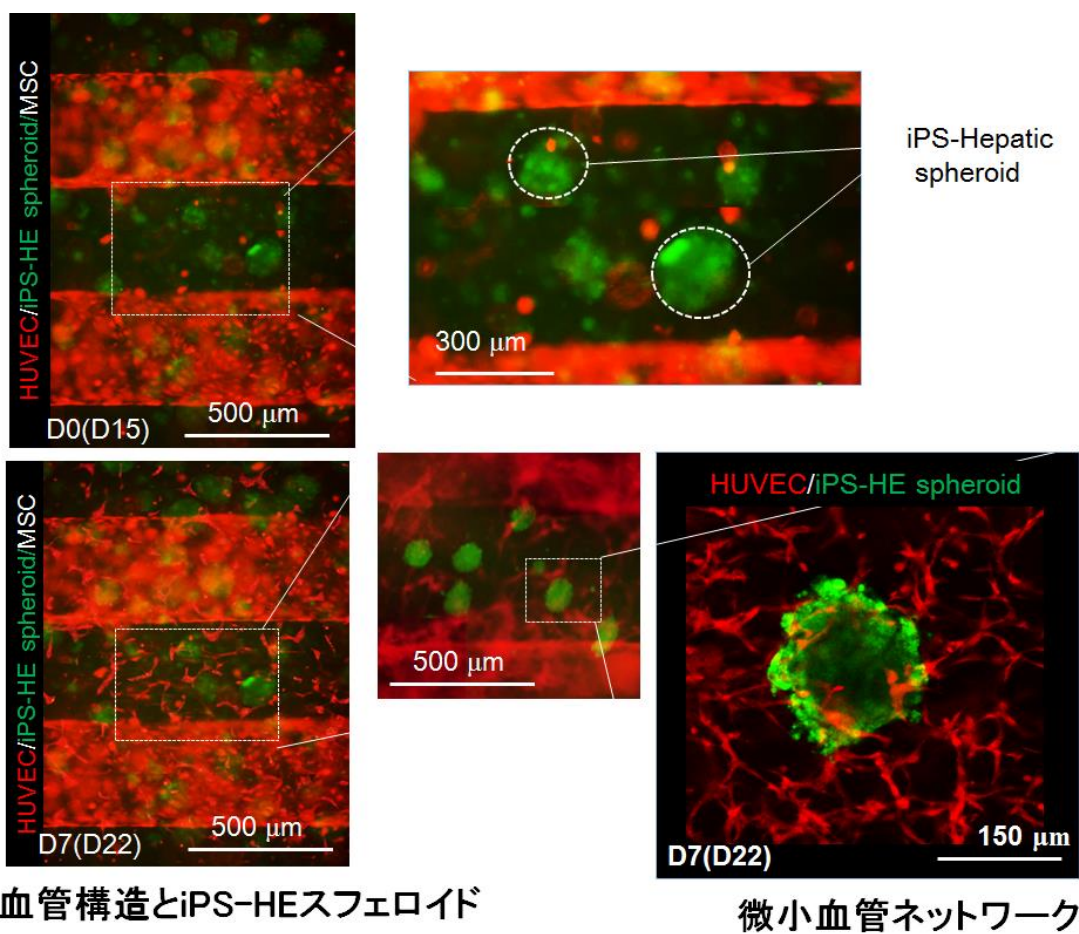 HUVEC/iPS-HE spheroid/MSC
D0(D15)
500 μm
300 μm
iPS-Hepatic
spheroid
HUVEC/iPS-HE spheroid/MSC
D7(D22)
500 μm
500 μm
HUVEC/iPS-HE spheroid
D7(D22)
150 μm
血管構造とiPS-HEスフェロイド
微小血管ネットワーク